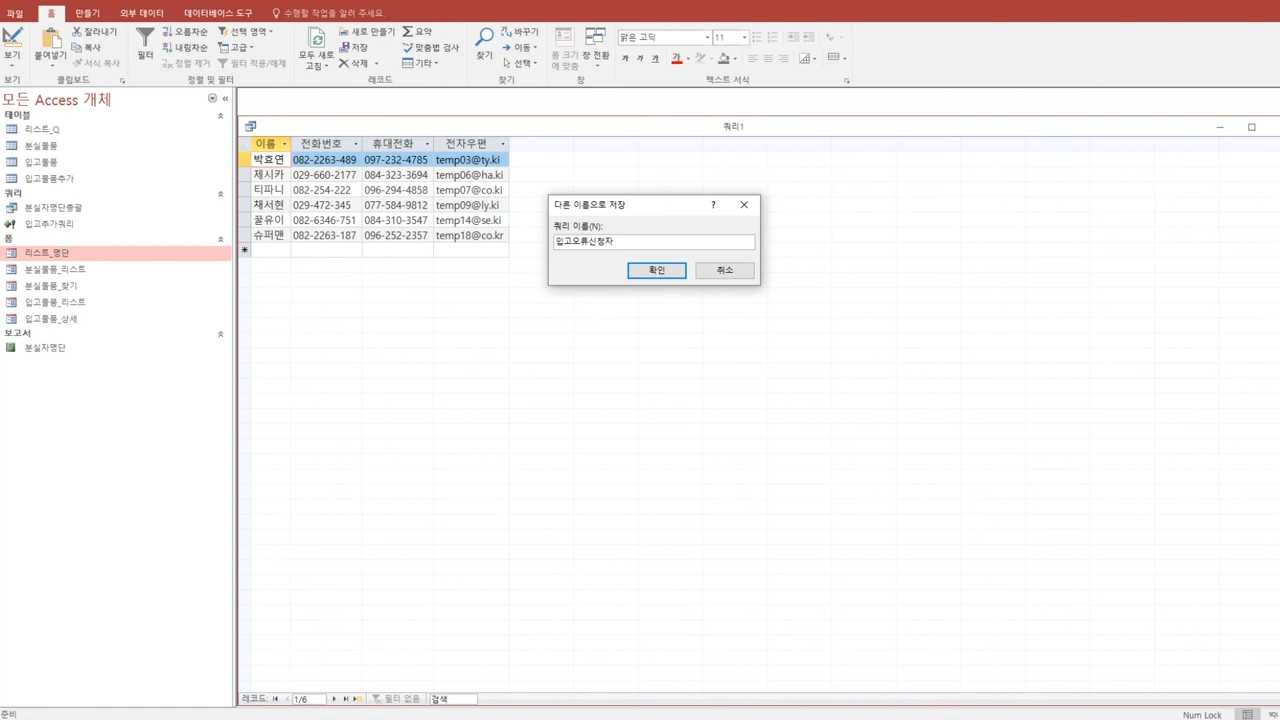 파일 홈 만들기 외부 데이터 데이터베이스 도구 수행할 작업을 알려 주세요.
잘라내기 오름차순 선택 영역 새로 만들기 요약 바꾸기 맑은 고딕 11
보기 붙여넣기 복사 필터 내림차순 고급 모두 새로 고침 저장 맞춤법 검사 찾기 이동 폼 크기에 맞춤 창 전환
서식 복사 정렬 제거 필터 적용/해제 삭제 기타 선택 가 가 가 가
보기 클립보드 정렬 및 필터 레코드 찾기 창 텍스트 서식
모든 Access 개체
테이블
리스트_Q
분실물품
입고물품
입고물품추가
쿼리
분실자명단총괄
입고추가쿼리
폼
리스트_명단
분실물품_리스트
분실물품_찾기
입고물품_리스트
입고물품_상세
보고서
분실자명단
쿼리1
이름 전화번호 휴대전화 전자우편
박효연 082-2263-489 097-232-4785 temp03@ty.ki
제시카 029-660-2177 084-323-3694 temp06@ha.ki
티파니 082-254-222 096-294-4858 temp07@co.ki
채서현 029-472-345 077-584-9812 temp09@ly.ki
꿀유이 082-6346-751 084-310-3547 temp14@se.ki
슈퍼맨 082-2263-187 096-252-2357 temp18@co.kr
다른 이름으로 저장 ?
쿼리 이름(N):
입고오류신청자
확인 취소
레코드: 1/6 필터 없음 검색
준비 Num Lock SQL